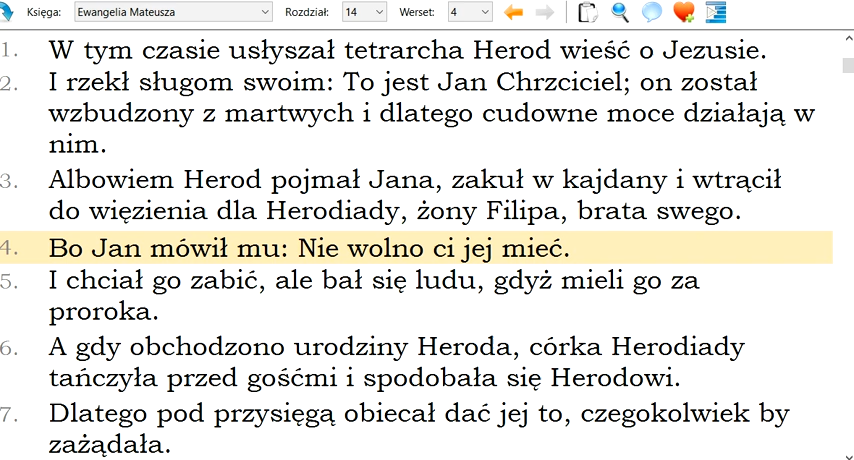 Księga: Ewangelia Mateusza Rozdział: 14 Werset: 4
1. W tym czasie usłyszał tetrarcha Herod wieść o Jezusie.
2. I rzekł sługom swoim: To jest Jan Chrzciciel; on został
wzbudzony z martwych i dlatego cudowne moce działają w
nim.
3. Albowiem Herod pojmał Jana, zakuł w kajdany i wtrącił
do więzienia dla Herodiady, żony Filipa, brata swego.
4. Bo Jan mówił mu: Nie wolno ci jej mieć.
5. I chciał go zabić, ale bał się ludu, gdyż mieli go za
proroka.
6. A gdy obchodzono urodziny Heroda, córka Herodiady
tańczyła przed gośćmi i spodobała się Herodowi.
7. Dlatego pod przysięgą obiecał dać jej to, czegokolwiek by
zażądała.